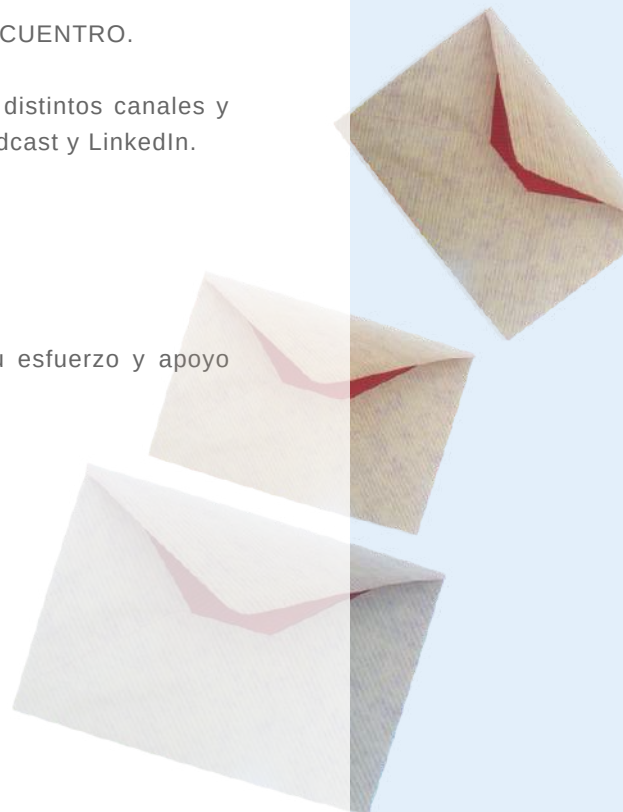 CUENTRO.
distintos canales y
dcast y LinkedIn.
u esfuerzo y apoyo